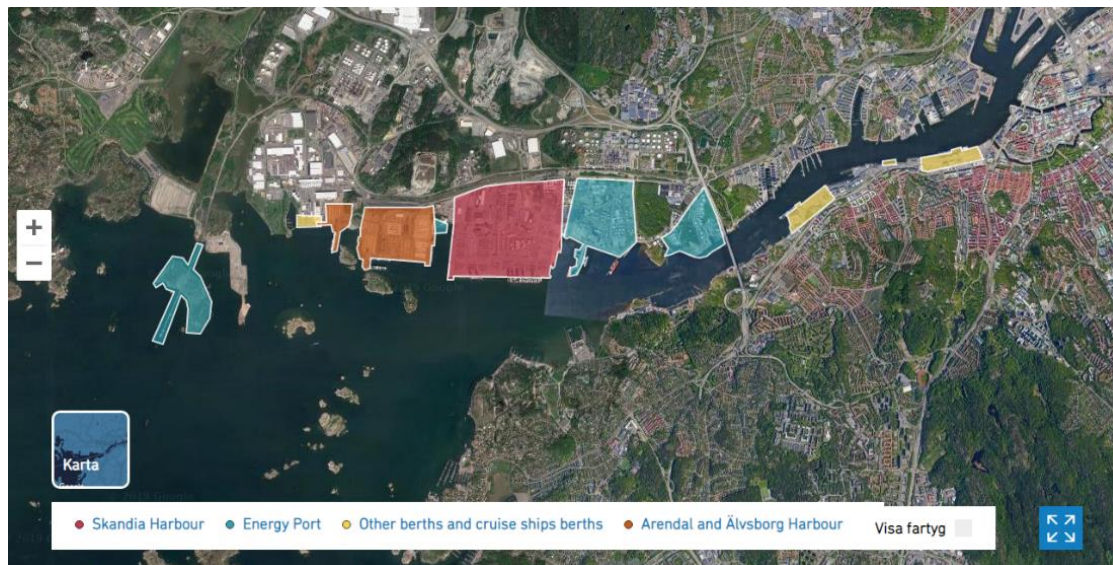 +
−
Karta
Skandia Harbour
Energy Port
Other berths and cruise ships berths
Arendal and Älvsborg Harbour
Visa fartyg